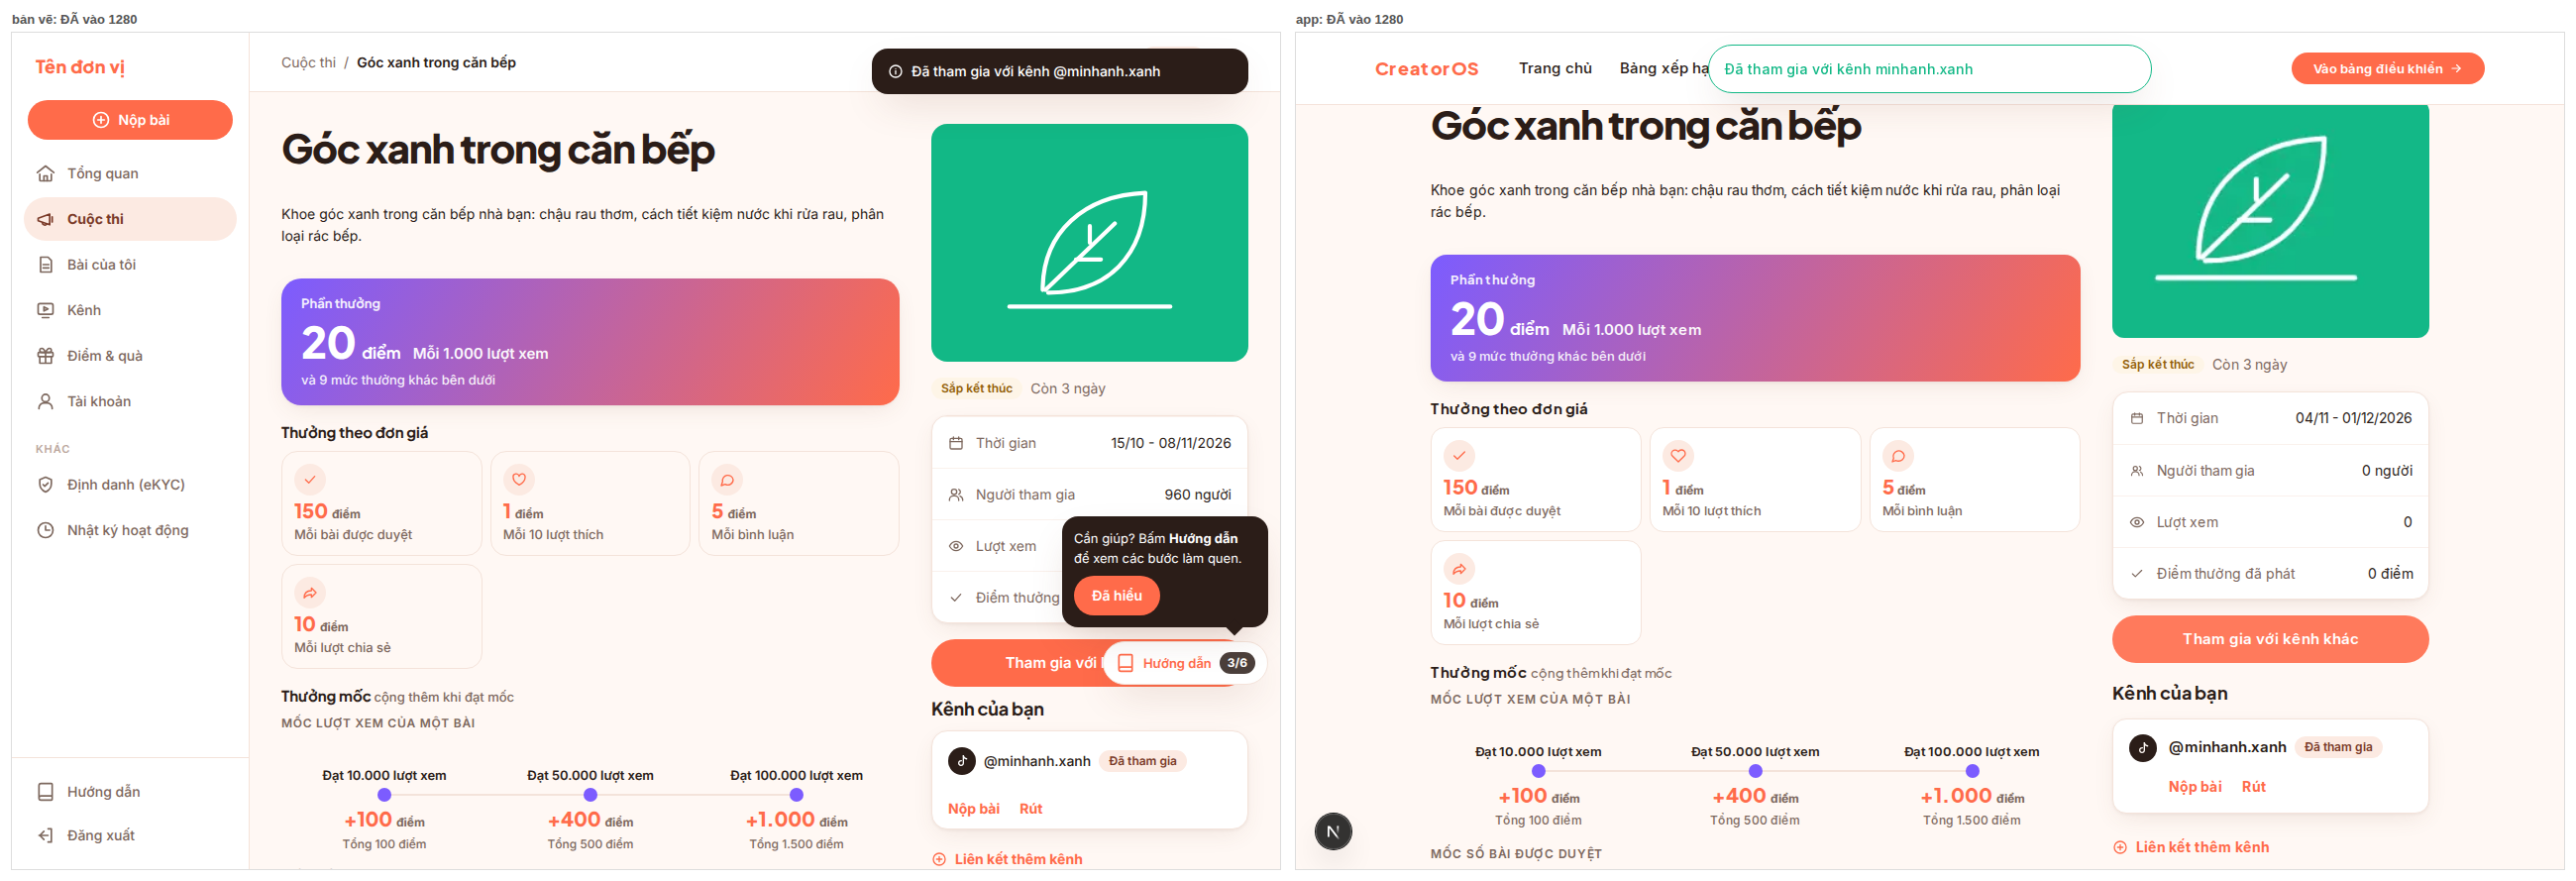 bản vẽ: ĐÃ vào 1280
Tên đơn vị
Nộp bài
Tổng quan
Cuộc thi
Bài của tôi
Kênh
Điểm & quà
Tài khoản
KHÁC
Định danh (eKYC)
Nhật ký hoạt động
Hướng dẫn
Đăng xuất
Cuộc thi / Góc xanh trong căn bếp
Đã tham gia với kênh @minhanh.xanh
Góc xanh trong căn bếp
Khoe góc xanh trong căn bếp nhà bạn: chậu rau thơm, cách tiết kiệm nước khi rửa rau, phân
loại rác bếp.
Phần thưởng
20 điểm Mỗi 1.000 lượt xem
và 9 mức thưởng khác bên dưới
Thưởng theo đơn giá
150 điểm
Mỗi bài được duyệt
1 điểm
Mỗi 10 lượt thích
5 điểm
Mỗi bình luận
10 điểm
Mỗi lượt chia sẻ
Thưởng mốc cộng thêm khi đạt mốc
MỐC LƯỢT XEM CỦA MỘT BÀI
Đạt 10.000 lượt xem
+100 điểm
Tổng 100 điểm
Đạt 50.000 lượt xem
+400 điểm
Tổng 500 điểm
Đạt 100.000 lượt xem
+1.000 điểm
Tổng 1.500 điểm
Sắp kết thúc Còn 3 ngày
Thời gian 15/10 - 08/11/2026
Người tham gia 960 người
Lượt xem
Điểm thưởng
Cần giúp? Bấm Hướng dẫn
để xem các bước làm quen.
Đã hiểu
Tham gia với
Hướng dẫn 3/6
Kênh của bạn
@minhanh.xanh Đã tham gia
Nộp bài Rút
Liên kết thêm kênh
app: ĐÃ vào 1280
CreatorOS
Trang chủ
Bảng xếp hạ
Đã tham gia với kênh minhanh.xanh
Vào bảng điều khiển →
Góc xanh trong căn bếp
Khoe góc xanh trong căn bếp nhà bạn: chậu rau thơm, cách tiết kiệm nước khi rửa rau, phân loại
rác bếp.
Phần thưởng
20 điểm Mỗi 1.000 lượt xem
và 9 mức thưởng khác bên dưới
Thưởng theo đơn giá
150 điểm
Mỗi bài được duyệt
1 điểm
Mỗi 10 lượt thích
5 điểm
Mỗi bình luận
10 điểm
Mỗi lượt chia sẻ
Thưởng mốc cộng thêm khi đạt mốc
MỐC LƯỢT XEM CỦA MỘT BÀI
Đạt 10.000 lượt xem
+100 điểm
Tổng 100 điểm
Đạt 50.000 lượt xem
+400 điểm
Tổng 500 điểm
Đạt 100.000 lượt xem
+1.000 điểm
Tổng 1.500 điểm
MỐC SỐ BÀI ĐƯỢC DUYỆT
N
Sắp kết thúc Còn 3 ngày
Thời gian 04/11 - 01/12/2026
Người tham gia 0 người
Lượt xem 0
Điểm thưởng đã phát 0 điểm
Tham gia với kênh khác
Kênh của bạn
@minhanh.xanh Đã tham gia
Nộp bài Rút
Liên kết thêm kênh